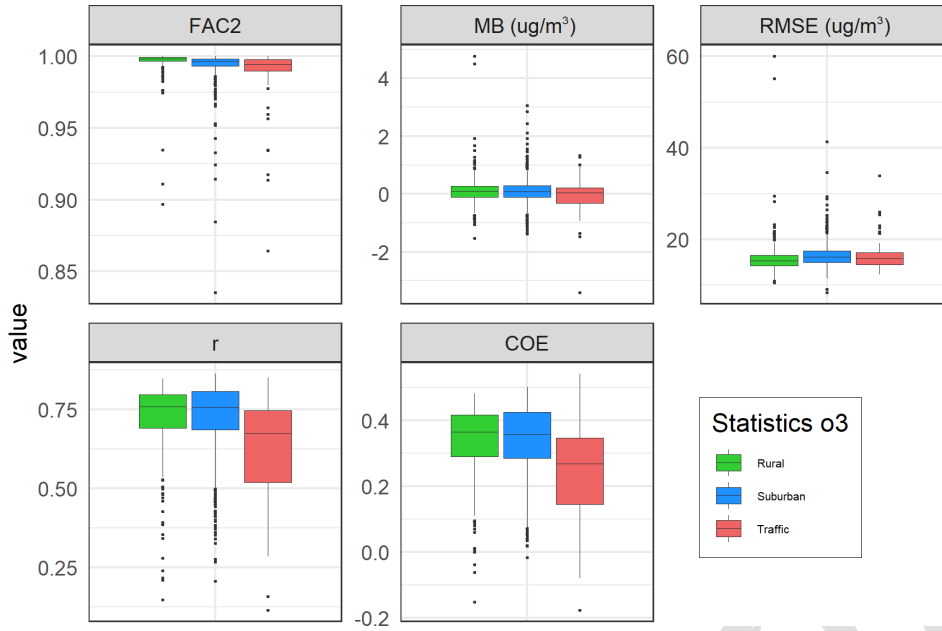 FAC2
MB (ug/m³)
RMSE (ug/m³)
1.00
0.95
0.90
0.85
4
2
0
-2
60
40
20
value
r
COE
0.75
0.50
0.25
0.4
0.2
0.0
-0.2
Statistics o3
Rural
Suburban
Traffic